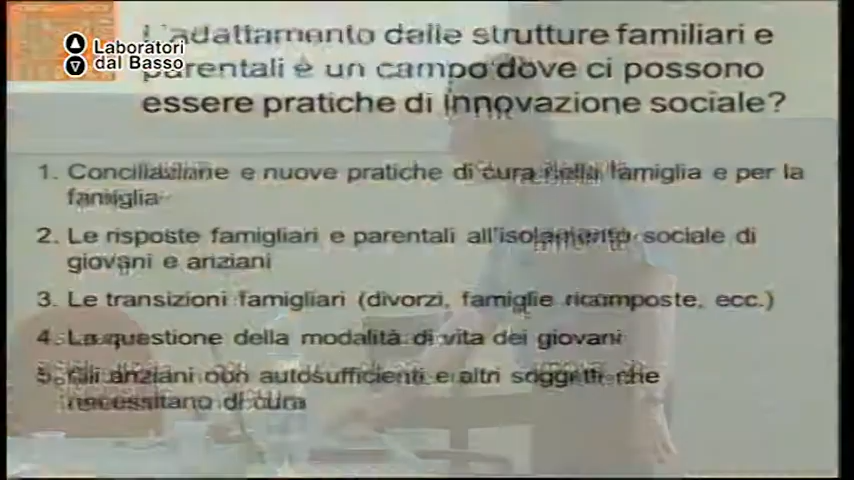 Laboratori
dal Basso
L'adattamento delle strutture familiari e
parentali è un campo dove ci possono
essere pratiche di innovazione sociale?
1. Conciliazione e nuove pratiche di cura nella famiglia e per la
famiglia
2. Le risposte famigliari e parentali all'isolamento sociale di
giovani e anziani
3. Le transizioni famigliari (divorzi, famiglie ricomposte, ecc.)
4. La questione della modalità di vita dei giovani
5. Gli anziani non autosufficienti e altri soggetti che
necessitano di cura